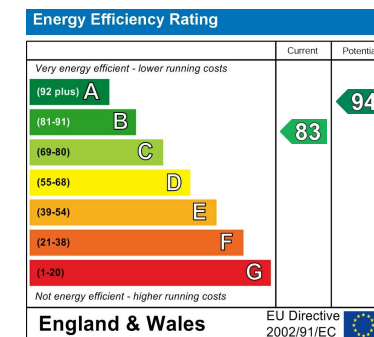 Energy Efficiency Rating
Current Potentia
Very energy efficient - lower running costs
(92 plus) A
(81-91) B
(69-80) C
(55-68) D
(39-54) E
(21-38) F
(1-20) G
83
94
Not energy efficient - higher running costs
England & Wales
EU Directive
2002/91/EC